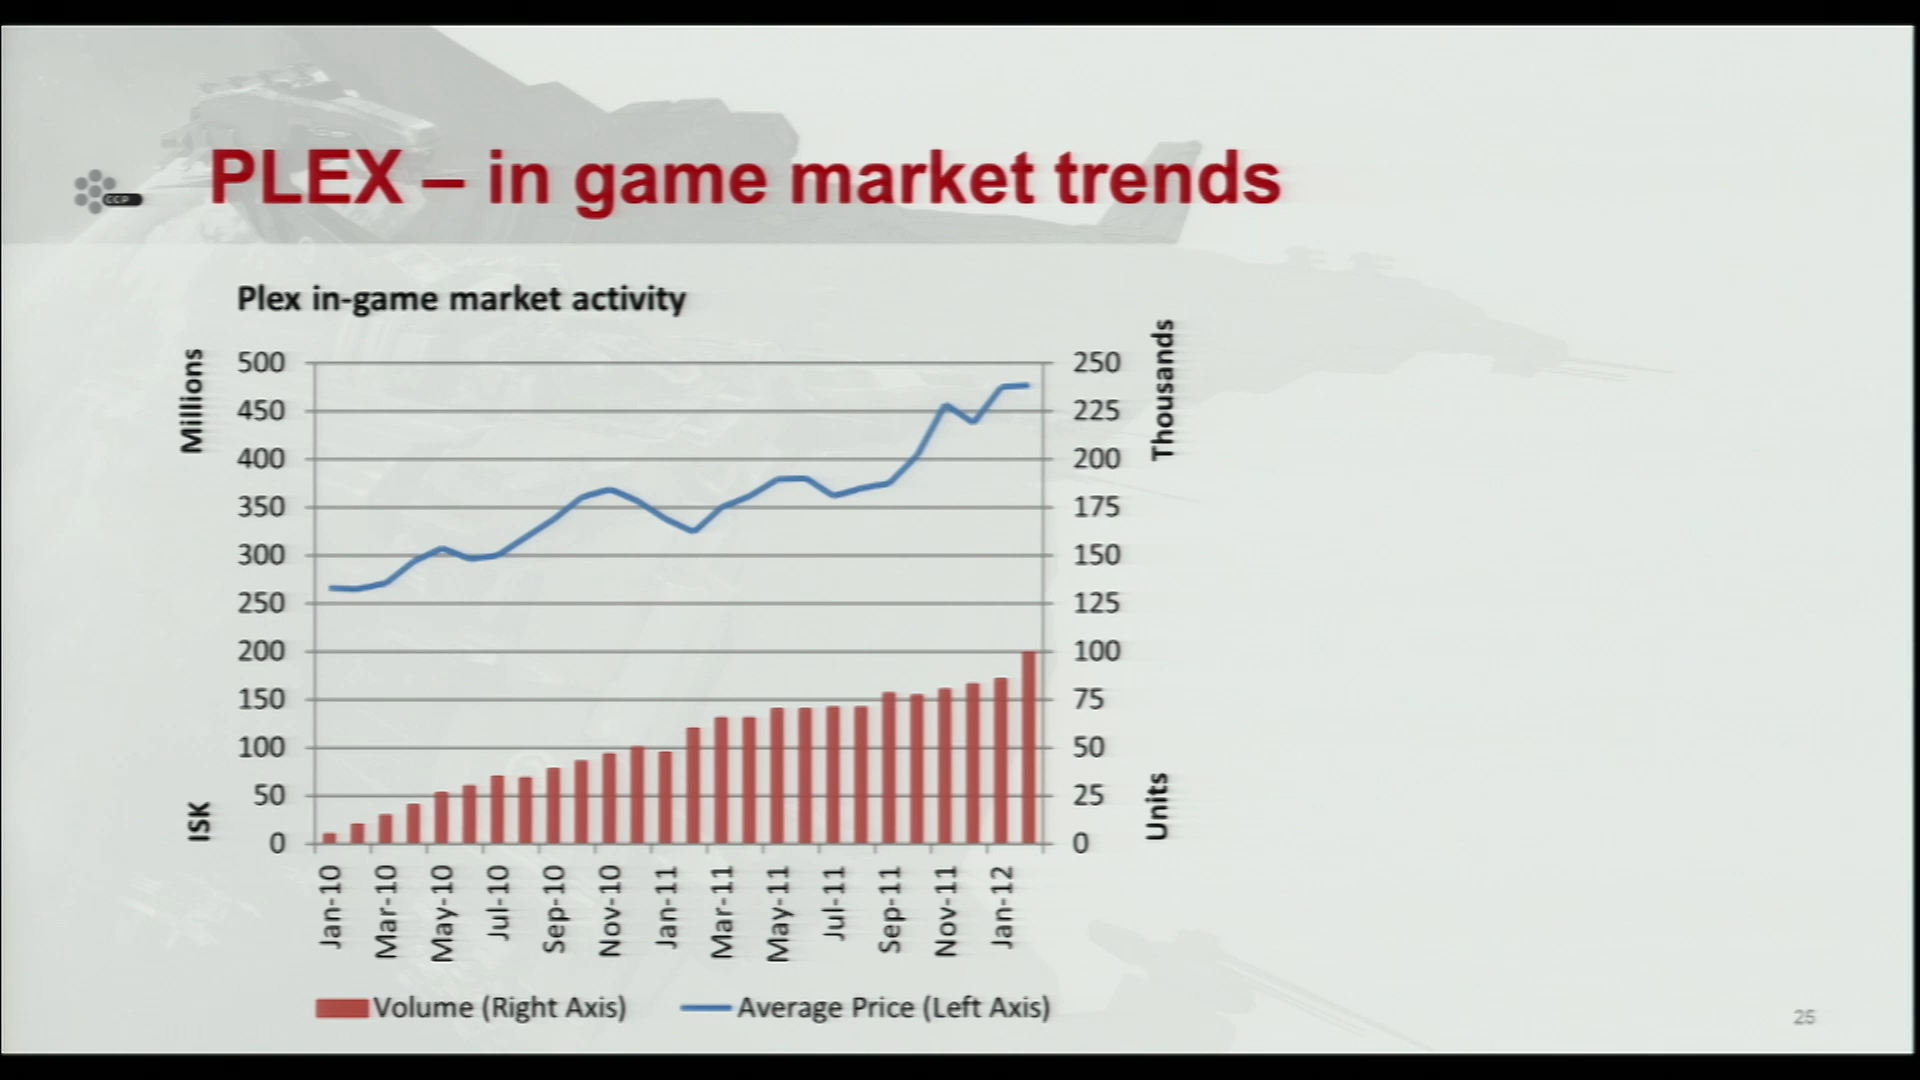 PLEX – in game market trends
CCP
Plex in-game market activity
Millions
Thousands
500
450
400
350
300
250
200
150
100
50
0
250
225
200
175
150
125
100
75
50
25
0
ISK
Units
Jan-10
Mar-10
May-10
Jul-10
Sep-10
Nov-10
Jan-11
Mar-11
May-11
Jul-11
Sep-11
Nov-11
Jan-12
Volume (Right Axis)
Average Price (Left Axis)
25